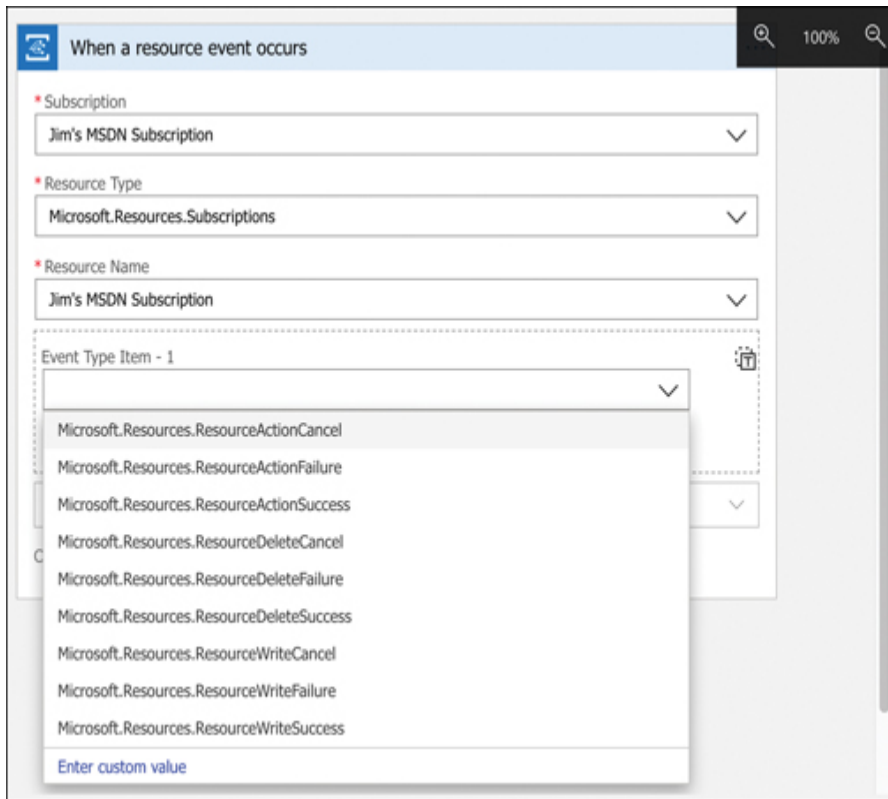 When a resource event occurs
100%
* Subscription
Jim's MSDN Subscription
* Resource Type
Microsoft.Resources.Subscriptions
* Resource Name
Jim's MSDN Subscription
Event Type Item - 1
Microsoft.Resources.ResourceActionCancel
Microsoft.Resources.ResourceActionFailure
Microsoft.Resources.ResourceActionSuccess
Microsoft.Resources.ResourceDeleteCancel
Microsoft.Resources.ResourceDeleteFailure
Microsoft.Resources.ResourceDeleteSuccess
Microsoft.Resources.ResourceWriteCancel
Microsoft.Resources.ResourceWriteFailure
Microsoft.Resources.ResourceWriteSuccess
Enter custom value